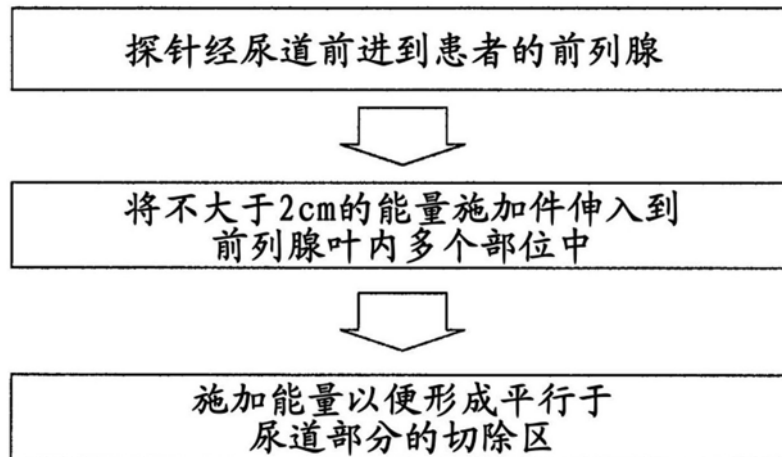 探针经尿道前进到患者的前列腺
将不大于2cm的能量施加件伸入到
前列腺叶内多个部位中
施加能量以便形成平行于
尿道部分的切除区